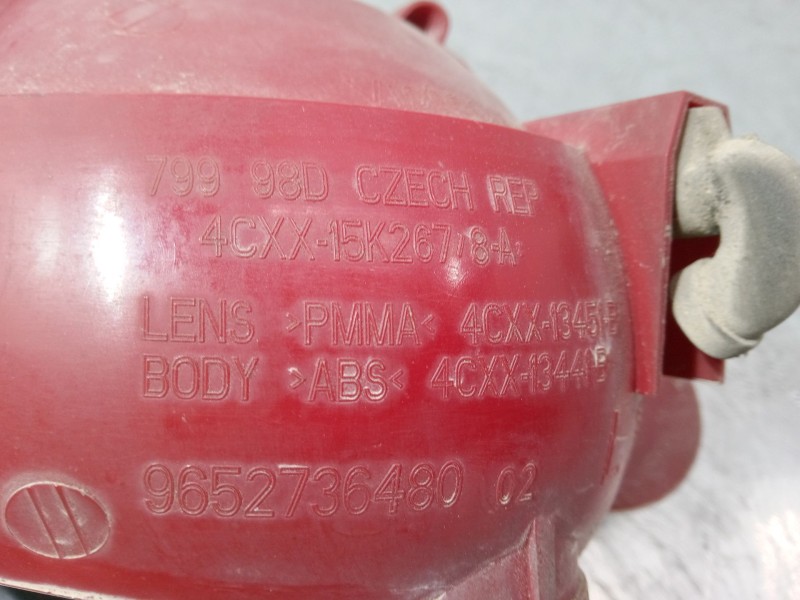 799 98D CZECH REP
4CXX-15K267/8-A
LENS >PMMA< 4CXX-13451-B
BODY >ABS< 4CXX-13441-B
9652736480 02